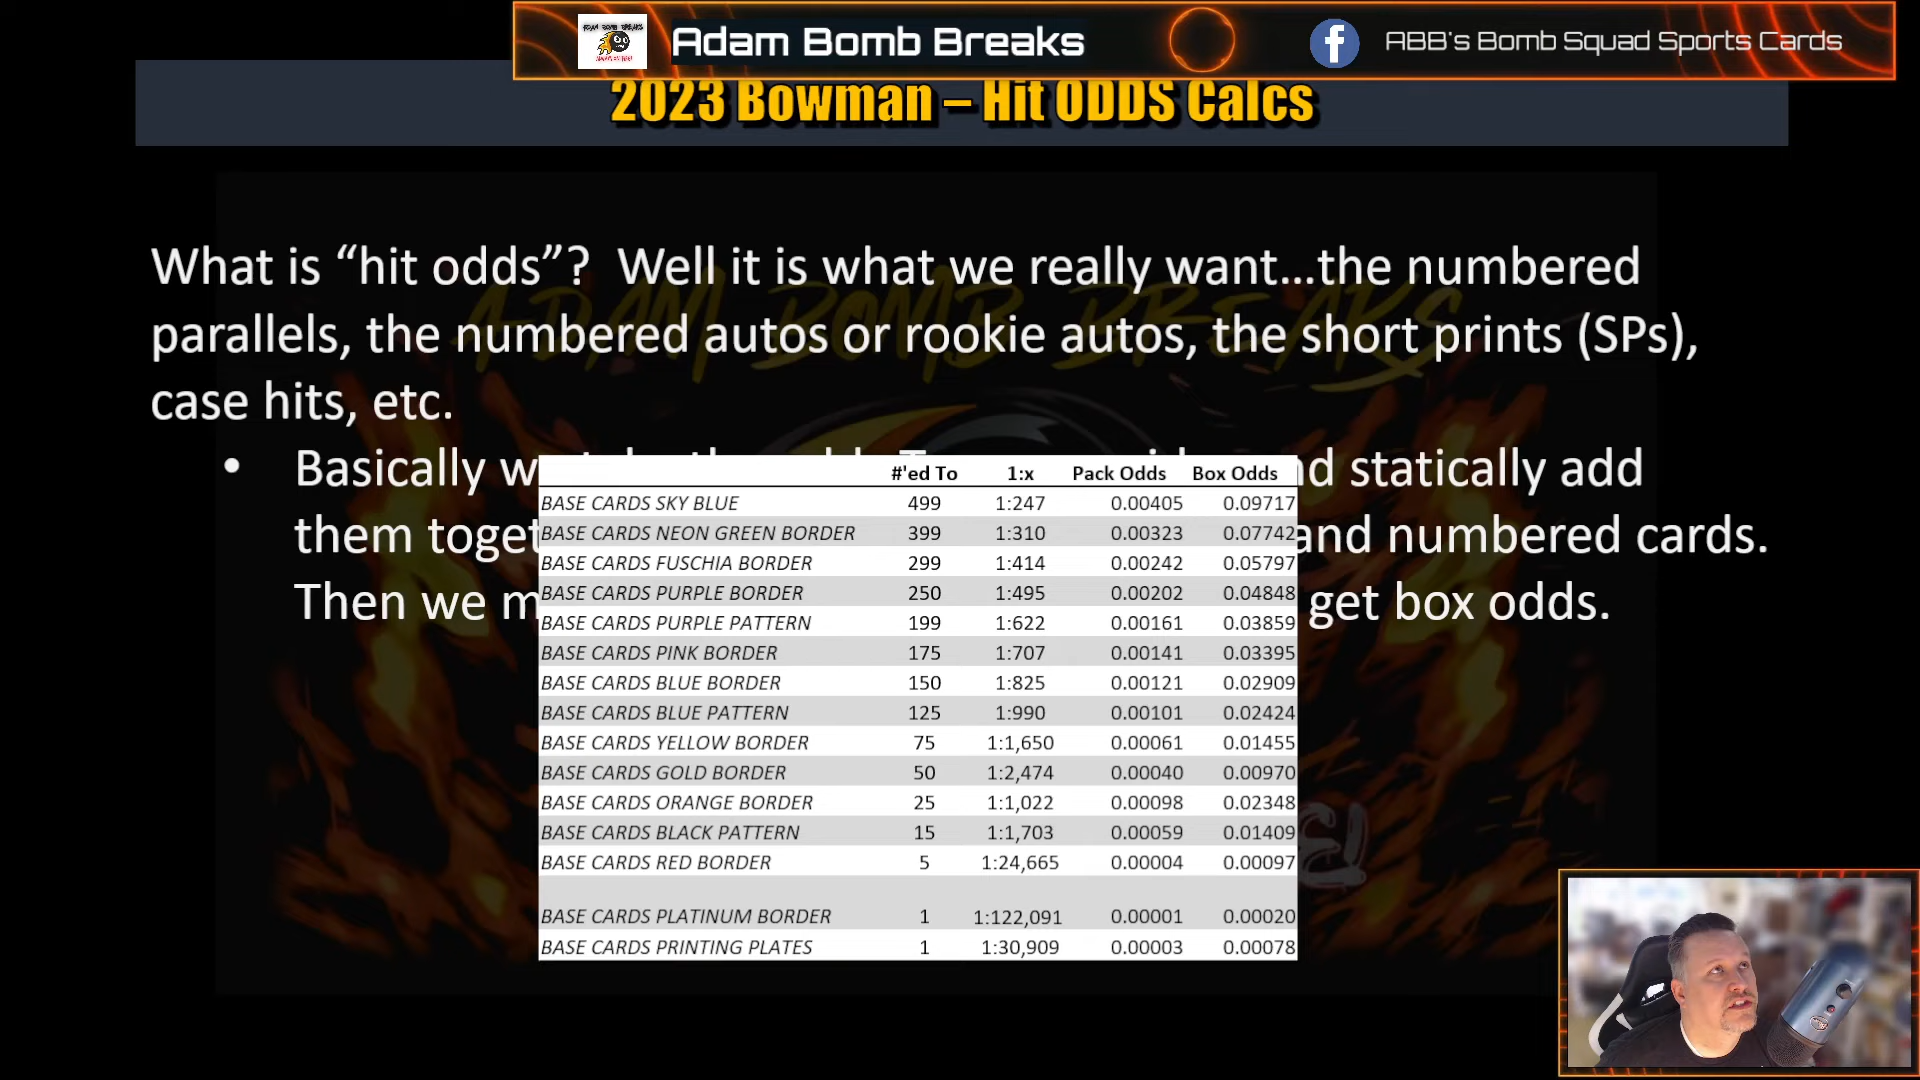 Adam Bomb Breaks
ABB's Bomb Squad Sports Cards
2023 Bowman – Hit ODDS Calcs
What is “hit odds”? Well it is what we really want...the numbered
parallels, the numbered autos or rookie autos, the short prints (SPs),
case hits, etc.
• Basically w nd statically add
them toget and numbered cards.
Then we m get box odds.
#'ed To 1:x Pack Odds Box Odds
BASE CARDS SKY BLUE 499 1:247 0.00405 0.09717
BASE CARDS NEON GREEN BORDER 399 1:310 0.00323 0.07742
BASE CARDS FUSCHIA BORDER 299 1:414 0.00242 0.05797
BASE CARDS PURPLE BORDER 250 1:495 0.00202 0.04848
BASE CARDS PURPLE PATTERN 199 1:622 0.00161 0.03859
BASE CARDS PINK BORDER 175 1:707 0.00141 0.03395
BASE CARDS BLUE BORDER 150 1:825 0.00121 0.02909
BASE CARDS BLUE PATTERN 125 1:990 0.00101 0.02424
BASE CARDS YELLOW BORDER 75 1:1,650 0.00061 0.01455
BASE CARDS GOLD BORDER 50 1:2,474 0.00040 0.00970
BASE CARDS ORANGE BORDER 25 1:1,022 0.00098 0.02348
BASE CARDS BLACK PATTERN 15 1:1,703 0.00059 0.01409
BASE CARDS RED BORDER 5 1:24,665 0.00004 0.00097
BASE CARDS PLATINUM BORDER 1 1:122,091 0.00001 0.00020
BASE CARDS PRINTING PLATES 1 1:30,909 0.00003 0.00078
ADAM BOMB BREAKS